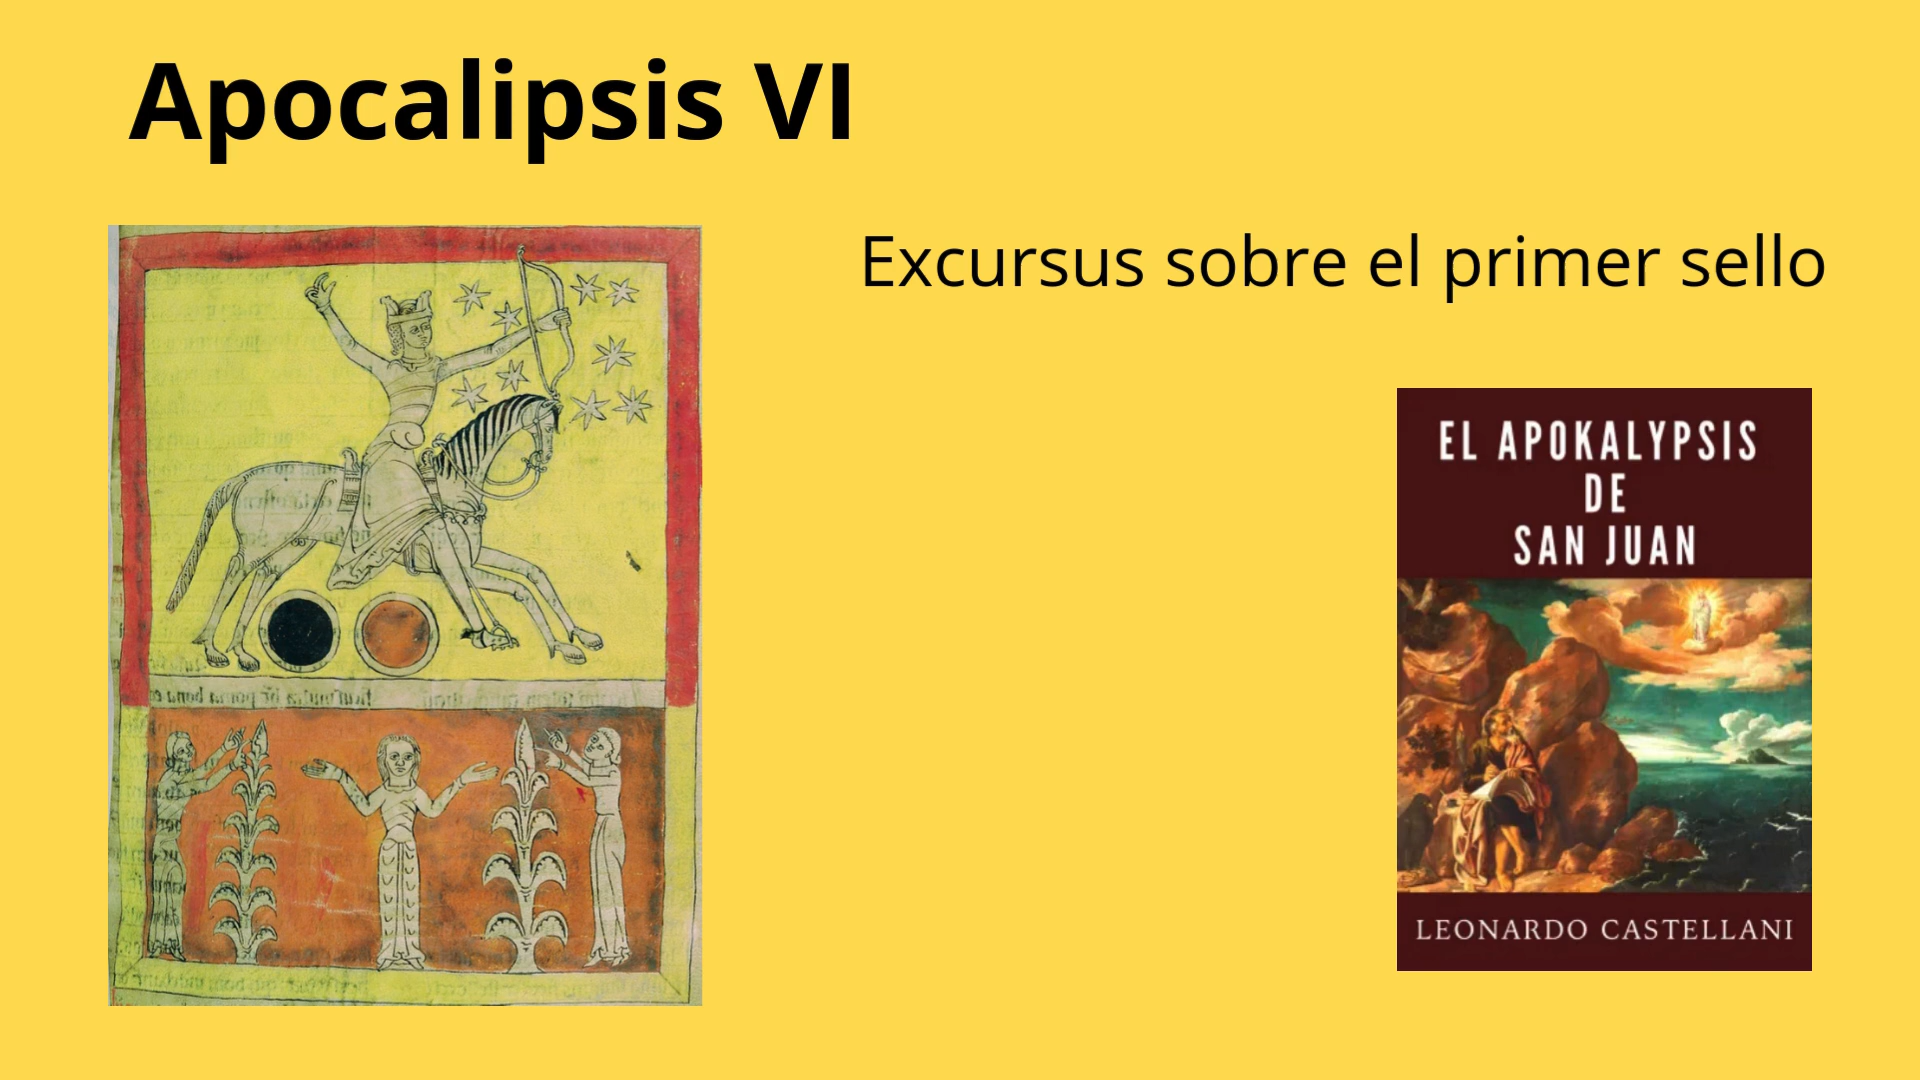 Apocalipsis VI
Excursus sobre el primer sello
EL APOKALYPSIS
DE
SAN JUAN
LEONARDO CASTELLANI